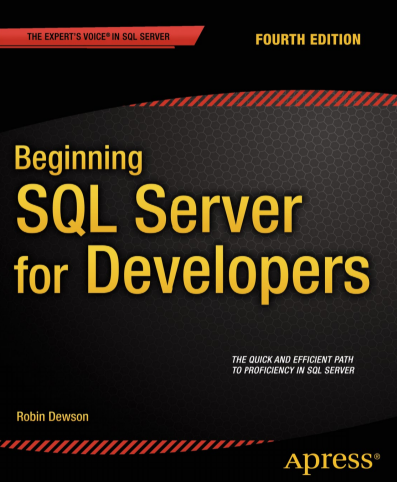 THE EXPERT'S VOICE® IN SQL SERVER
FOURTH EDITION
Beginning
SQL Server
for Developers
THE QUICK AND EFFICIENT PATH
TO PROFICIENCY IN SQL SERVER
Robin Dewson
Apress®